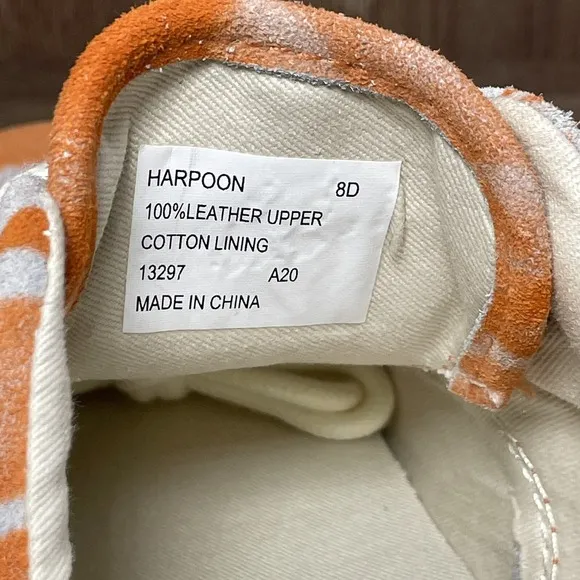 HARPOON 8D
100%LEATHER UPPER
COTTON LINING
13297 A20
MADE IN CHINA